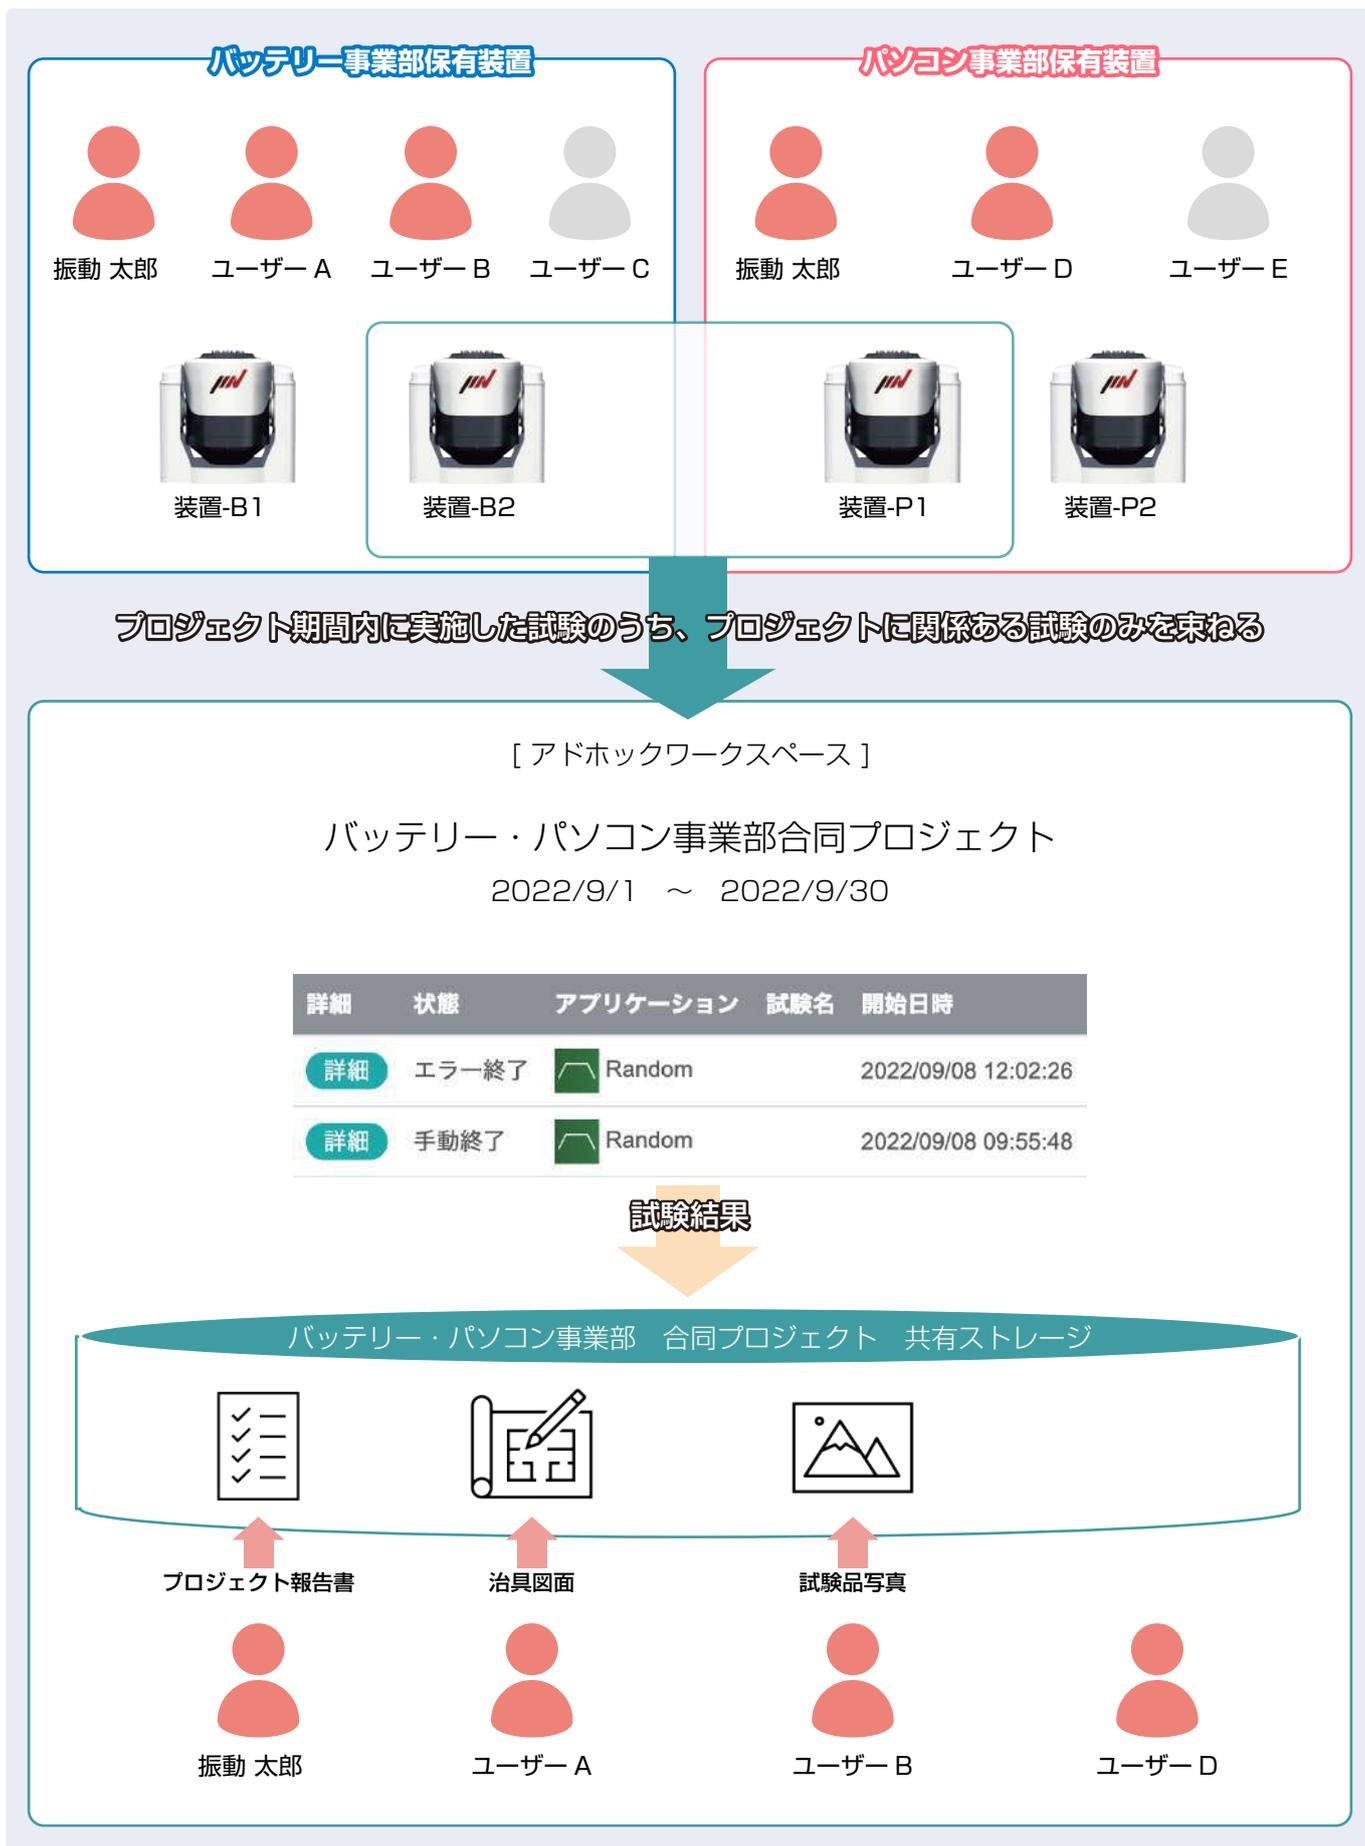 バッテリー事業部保有装置
パソコン事業部保有装置
振動 太郎
ユーザー A
ユーザー B
ユーザー C
振動 太郎
ユーザー D
ユーザー E
装置-B1
装置-B2
装置-P1
装置-P2
プロジェクト期間内に実施した試験のうち、プロジェクトに関係ある試験のみを束ねる
[ アドホックワークスペース ]
バッテリー・パソコン事業部合同プロジェクト
2022/9/1 ～ 2022/9/30
詳細 状態 アプリケーション 試験名 開始日時
詳細 エラー終了 Random 2022/09/08 12:02:26
詳細 手動終了 Random 2022/09/08 09:55:48
試験結果
バッテリー・パソコン事業部 合同プロジェクト 共有ストレージ
プロジェクト報告書
治具図面
試験品写真
振動 太郎
ユーザー A
ユーザー B
ユーザー D